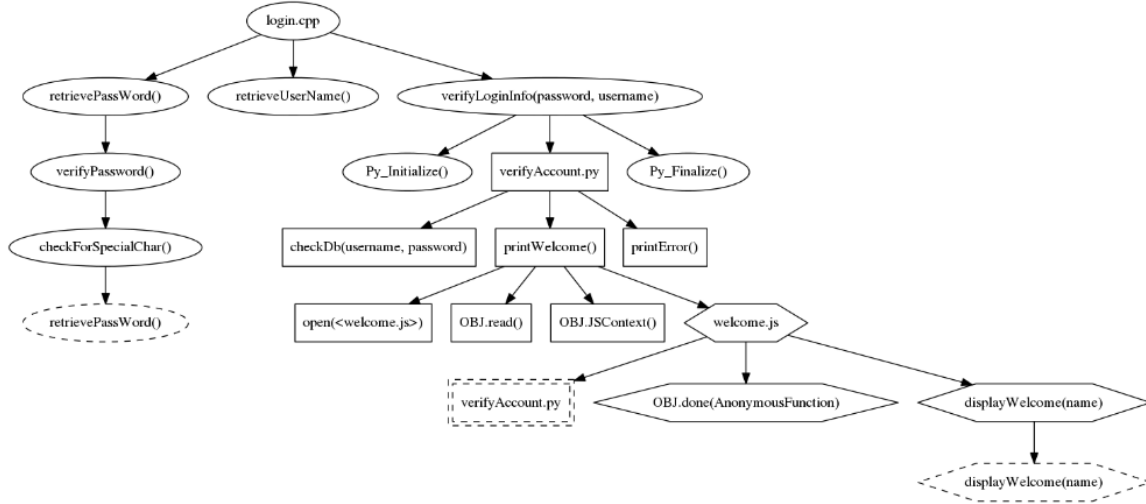 login.cpp
retrievePassWord()
retrieveUserName()
verifyLoginInfo(password, username)
verifyPassword()
Py_Initialize()
verifyAccount.py
Py_Finalize()
checkForSpecialChar()
checkDb(username, password)
printWelcome()
printError()
retrievePassWord()
open(<welcome.js>)
OBJ.read()
OBJ.JSContext()
welcome.js
verifyAccount.py
OBJ.done(AnonymousFunction)
displayWelcome(name)
displayWelcome(name)